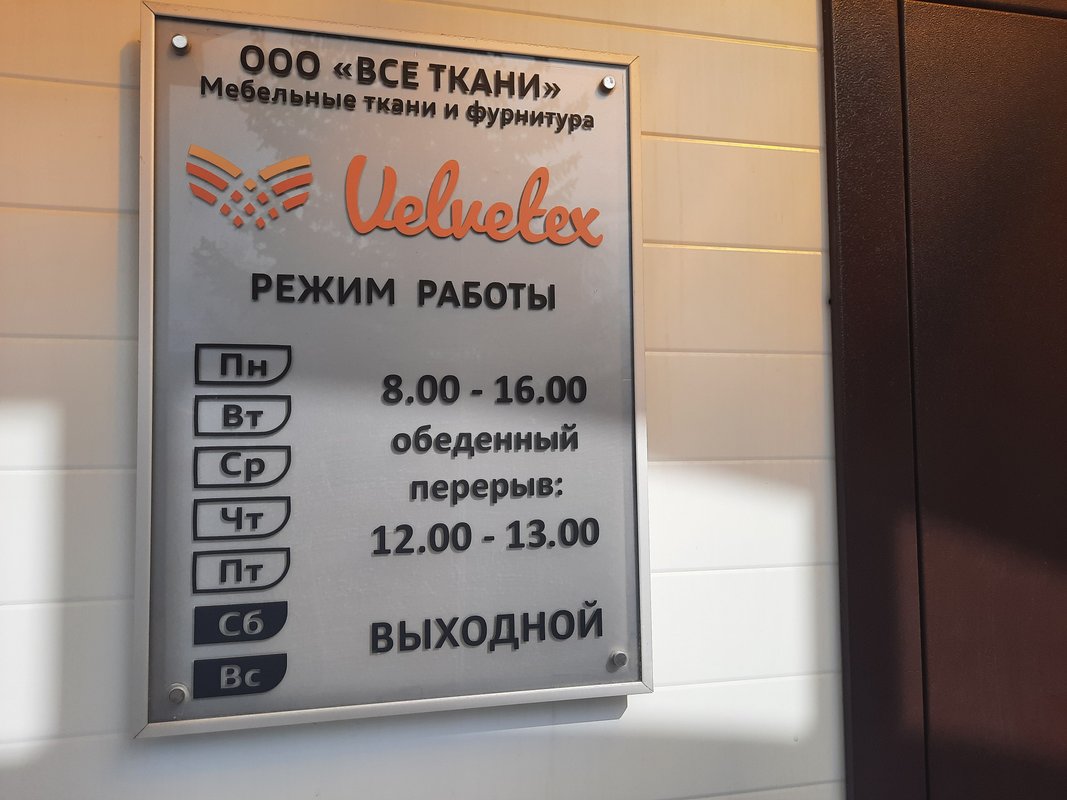 ООО «ВСЕ ТКАНИ»
Мебельные ткани и фурнитура
Velvetex
РЕЖИМ РАБОТЫ
Пн
Вт
Ср
Чт
Пт
8.00 - 16.00
обеденный
перерыв:
12.00 - 13.00
Сб
Вс
ВЫХОДНОЙ